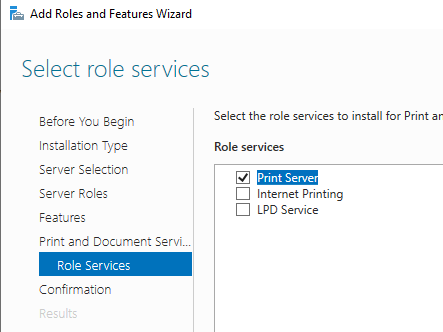 Add Roles and Features Wizard
Select role services
Before You Begin
Installation Type
Server Selection
Server Roles
Features
Print and Document Servi...
Role Services
Confirmation
Results
Select the role services to install for Print an
Role services
Print Server
Internet Printing
LPD Service